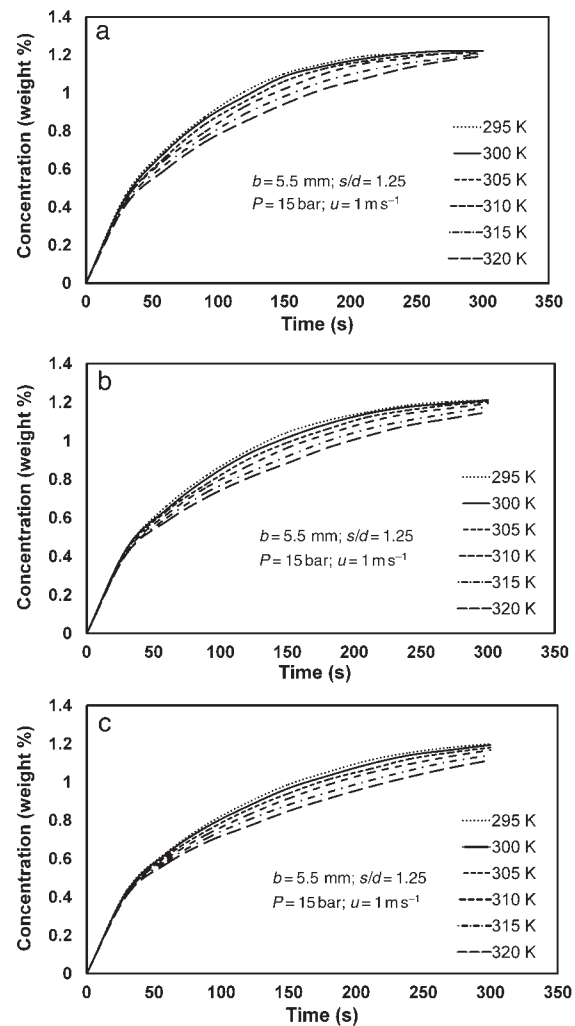 a
Concentration (weight %)
1.4
1.2
1
0.8
0.6
0.4
0.2
0
295 K
300 K
305 K
310 K
315 K
320 K
b = 5.5 mm; s/d = 1.25
P = 15 bar; u = 1 m s⁻¹
0 50 100 150 200 250 300 350
Time (s)
b
Concentration (weight %)
1.4
1.2
1
0.8
0.6
0.4
0.2
0
295 K
300 K
305 K
310 K
315 K
320 K
b = 5.5 mm; s/d = 1.25
P = 15 bar; u = 1 m s⁻¹
0 50 100 150 200 250 300 350
Time (s)
c
Concentration (weight %)
1.4
1.2
1
0.8
0.6
0.4
0.2
0
295 K
300 K
305 K
310 K
315 K
320 K
b = 5.5 mm; s/d = 1.25
P = 15 bar; u = 1 m s⁻¹
0 50 100 150 200 250 300 350
Time (s)